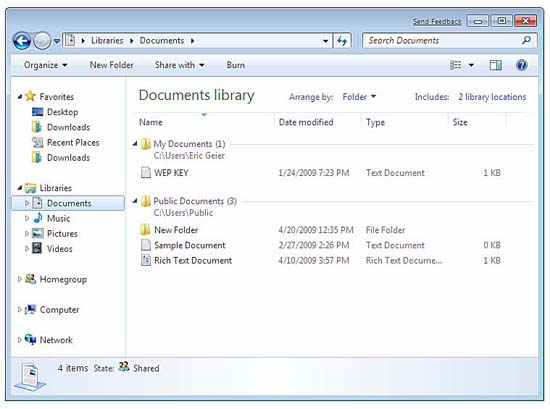 Send Feedback
Libraries Documents
Search Documents
Organize New Folder Share with Burn
Favorites
Desktop
Downloads
Recent Places
Downloads
Libraries
Documents
Music
Pictures
Videos
Homegroup
Computer
Network
Documents library
Arrange by: Folder Includes: 2 library locations
Name Date modified Type Size
My Documents (1)
C:\Users\Eric Geier
WEP KEY 1/24/2009 7:23 PM Text Document 1 KB
Public Documents (3)
C:\Users\Public
New Folder 4/20/2009 12:35 PM File Folder
Sample Document 2/27/2009 2:26 PM Text Document 0 KB
Rich Text Document 4/10/2009 3:57 PM Rich Text Docume... 1 KB
4 items State: Shared